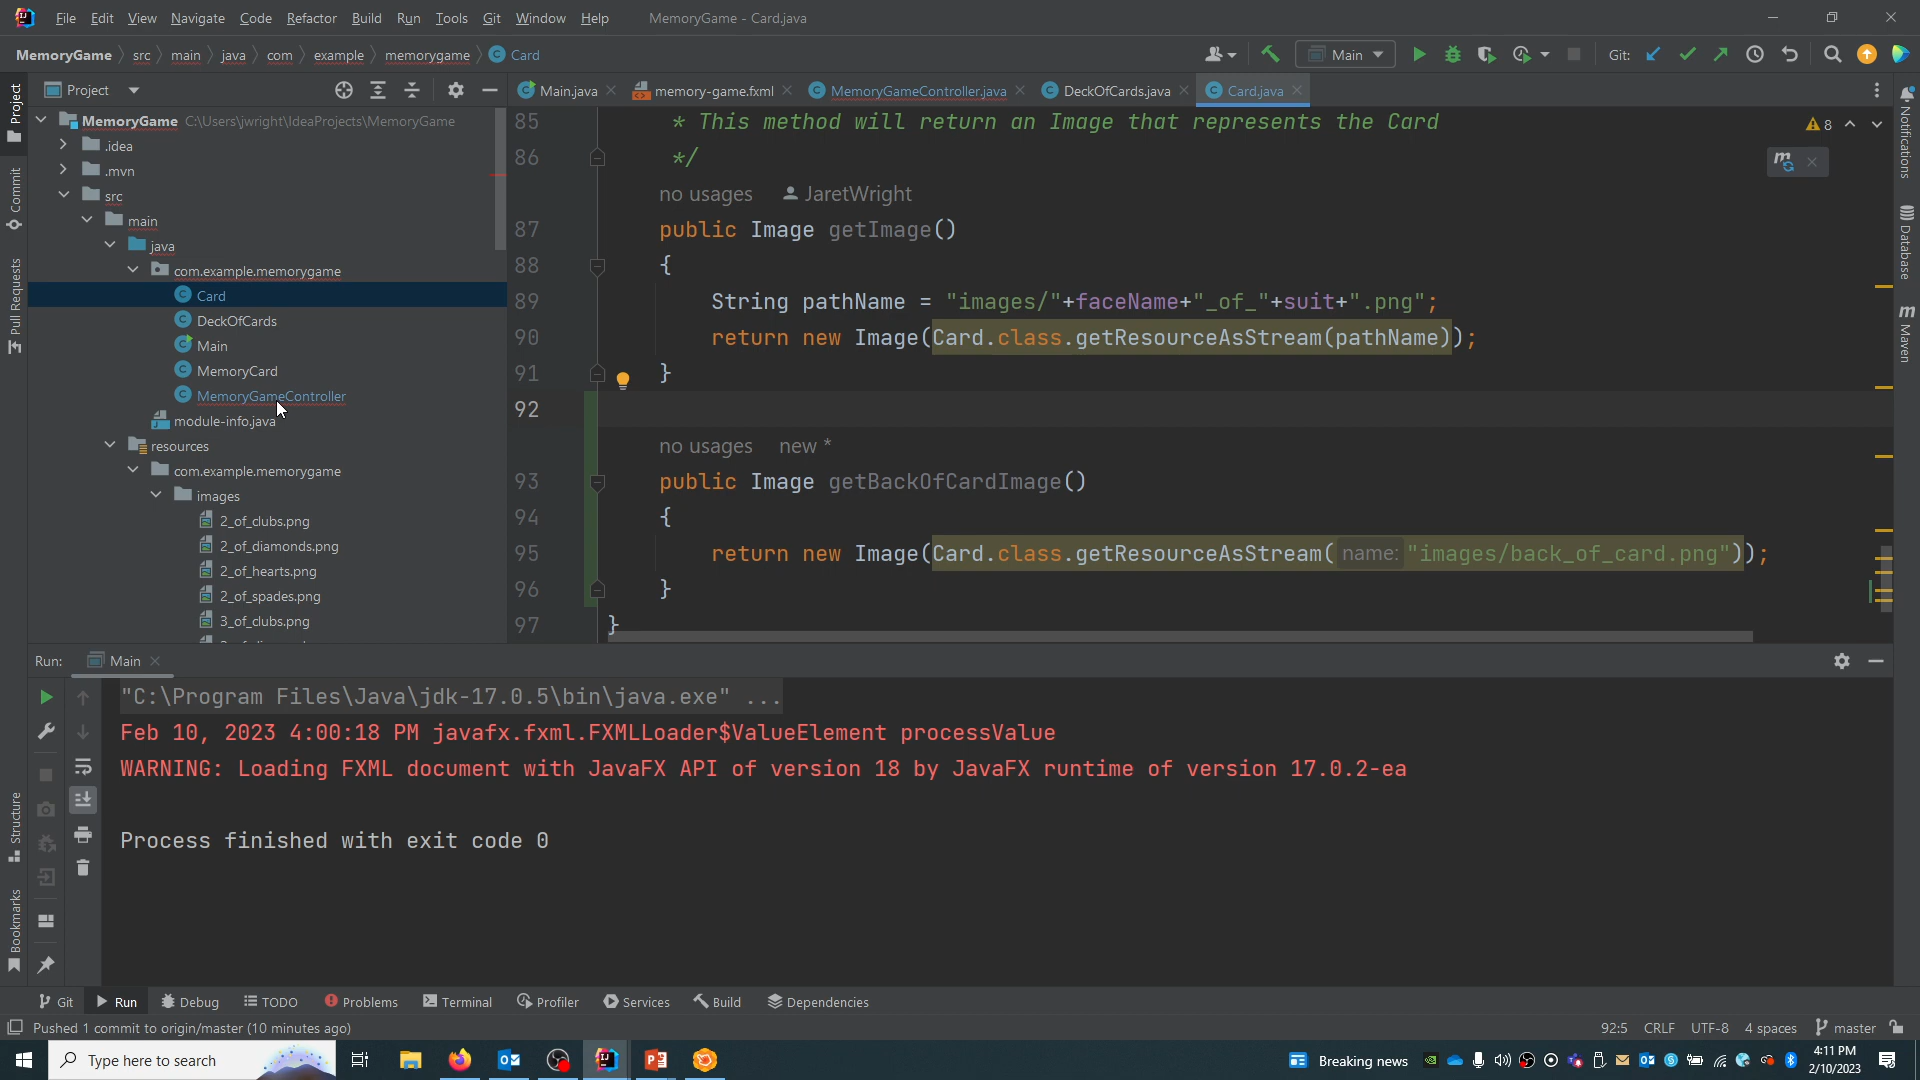 File Edit View Navigate Code Refactor Build Run Tools Git Window Help MemoryGame - Card.java
MemoryGame src main java com example memorygame Card Main Git:
Project Main.java memory-game.fxml MemoryGameController.java DeckOfCards.java Card.java
Project
Commit
Pull Requests
Structure
Bookmarks
MemoryGame C:\Users\jwright\IdeaProjects\MemoryGame
.idea
.mvn
src
main
java
com.example.memorygame
Card
DeckOfCards
Main
MemoryCard
MemoryGameController
module-info.java
resources
com.example.memorygame
images
2_of_clubs.png
2_of_diamonds.png
2_of_hearts.png
2_of_spades.png
3_of_clubs.png
85 * This method will return an Image that represents the Card
8
86 */
no usages JaretWright
87 public Image getImage()
88 {
89 String pathName = "images/"+faceName+"_of_"+suit+".png";
90 return new Image(Card.class.getResourceAsStream(pathName));
91 }
92
no usages new *
93 public Image getBackOfCardImage()
94 {
95 return new Image(Card.class.getResourceAsStream( name: "images/back_of_card.png"));
96 }
97 }
Notifications
Database
Maven
Run: Main
"C:\Program Files\Java\jdk-17.0.5\bin\java.exe" ...
Feb 10, 2023 4:00:18 PM javafx.fxml.FXMLLoader$ValueElement processValue
WARNING: Loading FXML document with JavaFX API of version 18 by JavaFX runtime of version 17.0.2-ea
Process finished with exit code 0
Git Run Debug TODO Problems Terminal Profiler Services Build Dependencies
Pushed 1 commit to origin/master (10 minutes ago) 92:5 CRLF UTF-8 4 spaces master
Type here to search Breaking news 4:11 PM
2/10/2023